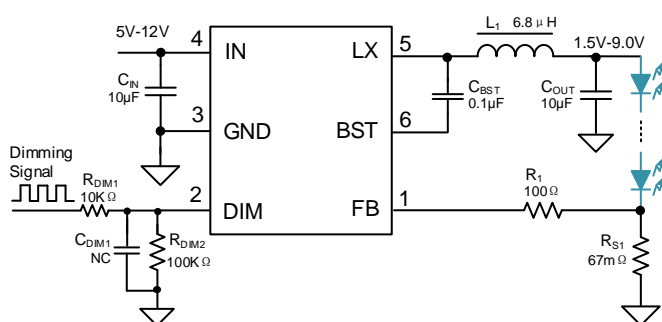 5V-12V
4
IN
LX
5
L1
6.8μH
1.5V-9.0V
CIN
10μF
CBST
0.1μF
COUT
10μF
3
GND
BST
6
Dimming
Signal
RDIM1
10KΩ
2
DIM
FB
1
R1
100Ω
CDIM1
NC
RDIM2
100KΩ
RS1
67mΩ